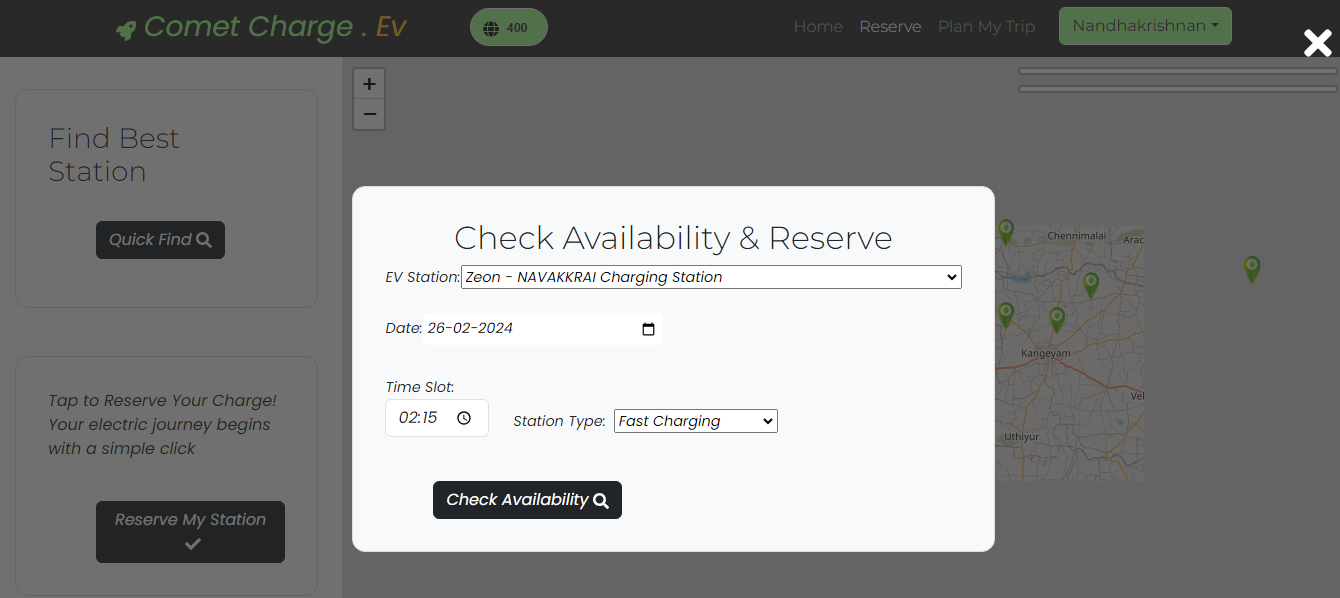 Comet Charge . Ev
400
Home Reserve Plan My Trip Nandhakrishnan
+
−
Find Best
Station
Quick Find
Tap to Reserve Your Charge!
Your electric journey begins
with a simple click
Reserve My Station
Check Availability & Reserve
EV Station: Zeon - NAVAKKRAI Charging Station
Date: 26-02-2024
Time Slot:
02:15
Station Type: Fast Charging
Check Availability
Chennimalai
Arac
Kangeyam
Vel
Uthiyur